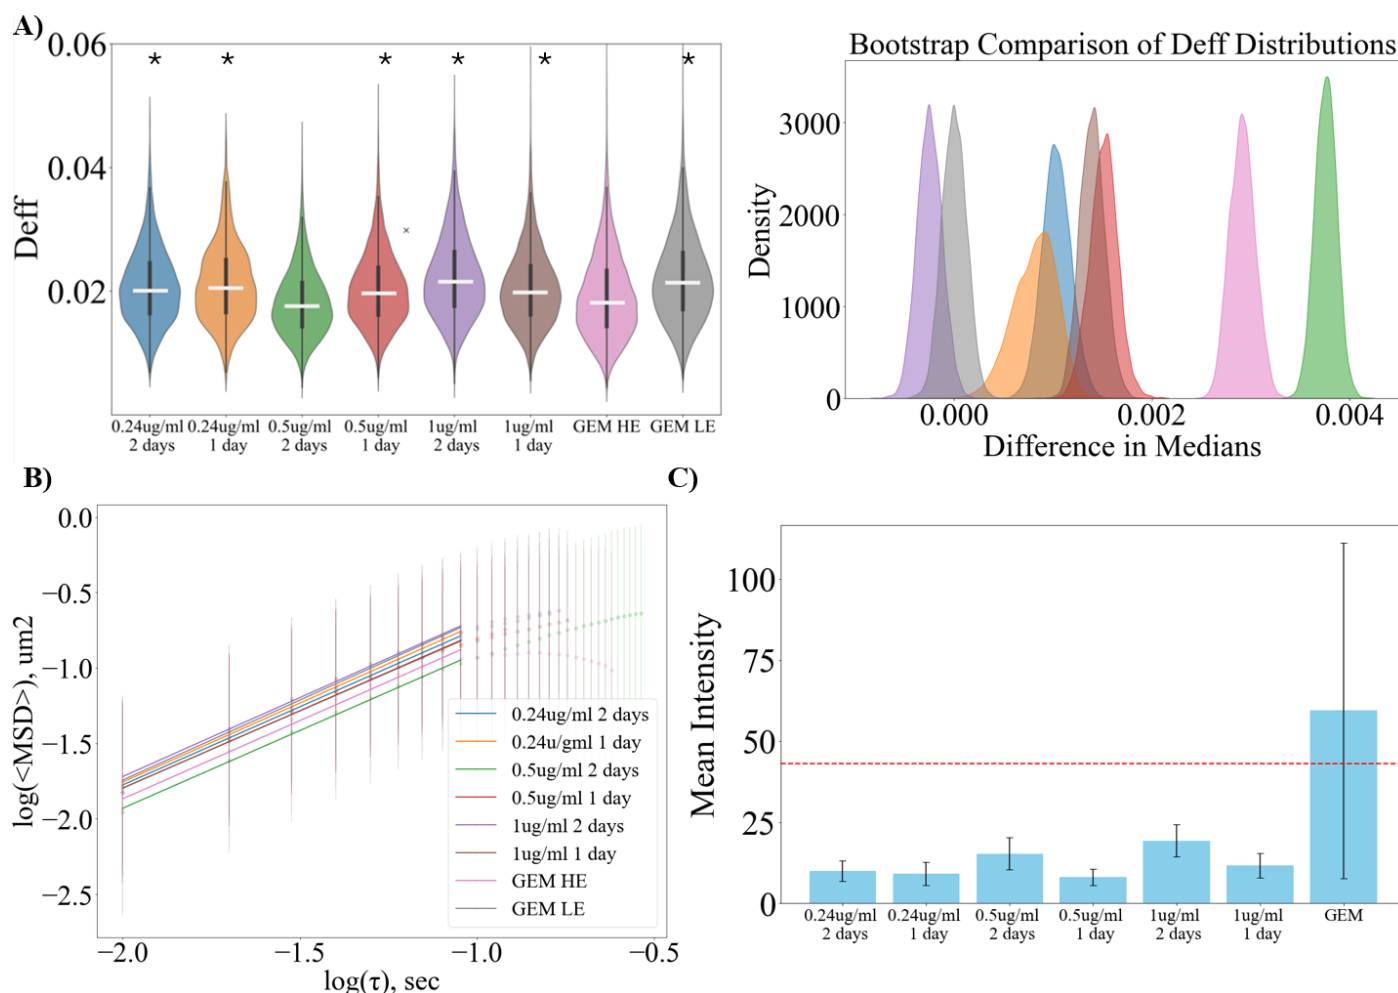 A)
0.06
0.04
0.02
Deff
* * * * * *
×
0.24ug/ml 0.24ug/ml 0.5ug/ml 0.5ug/ml 1ug/ml 1ug/ml GEM HE GEM LE
2 days 1 day 2 days 1 day 2 days 1 day
Bootstrap Comparison of Deff Distributions
3000
2000
1000
0
Density
0.000 0.002 0.004
Difference in Medians
B)
0.0
−0.5
−1.0
−1.5
−2.0
−2.5
log(<MSD>), um2
0.24ug/ml 2 days
0.24u/gml 1 day
0.5ug/ml 2 days
0.5ug/ml 1 day
1ug/ml 2 days
1ug/ml 1 day
GEM HE
GEM LE
−2.0 −1.5 −1.0 −0.5
log(τ), sec
C)
100
75
50
25
0
Mean Intensity
0.24ug/ml 0.24ug/ml 0.5ug/ml 0.5ug/ml 1ug/ml 1ug/ml GEM
2 days 1 day 2 days 1 day 2 days 1 day